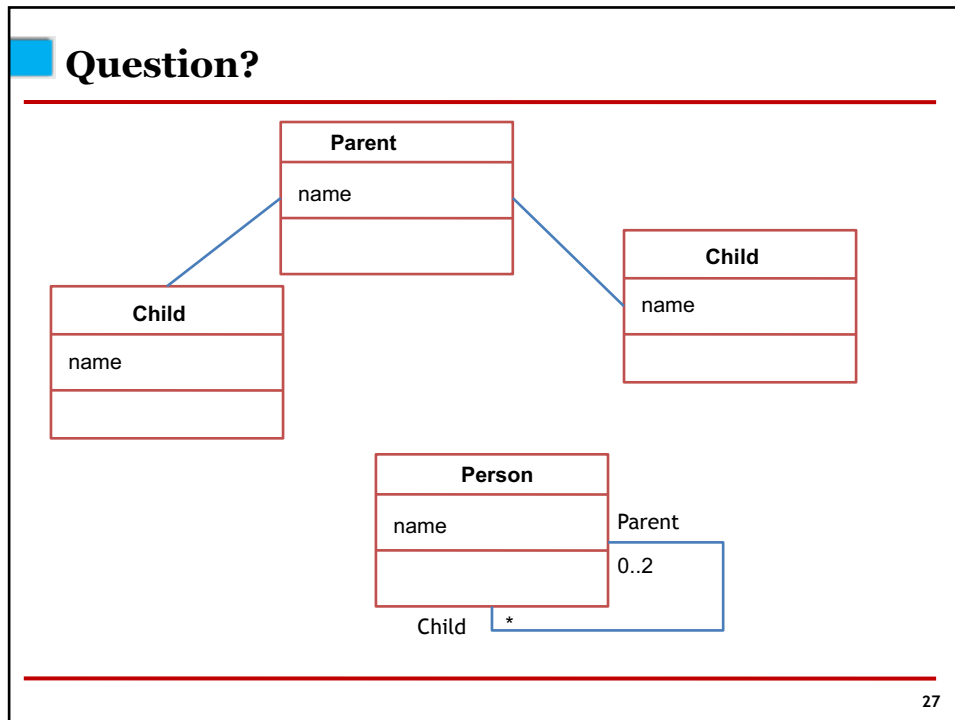 Question?
Parent
name
Child
name
Child
name
Person
name
Parent
0..2
Child
*
27